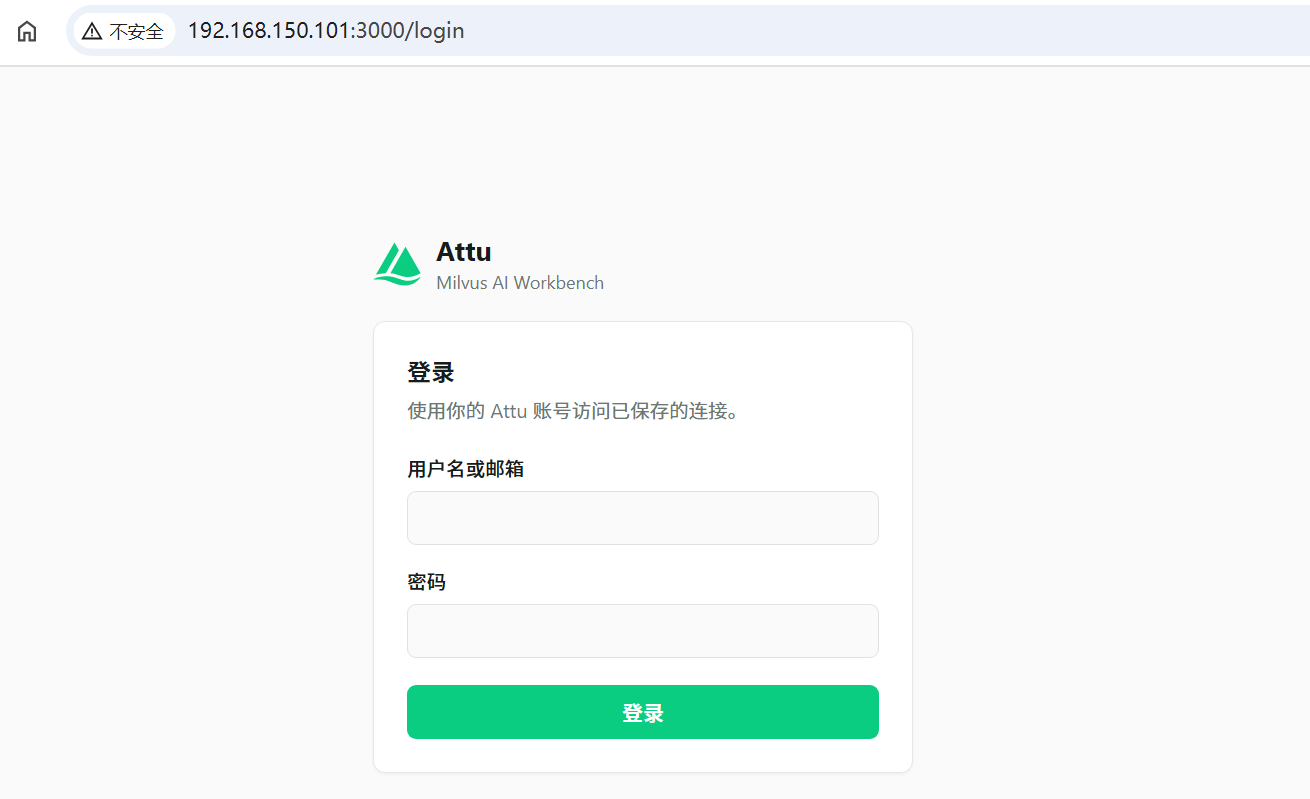 不安全 192.168.150.101:3000/login
Attu
Milvus AI Workbench
登录
使用你的 Attu 账号访问已保存的连接。
用户名或邮箱
密码
登录